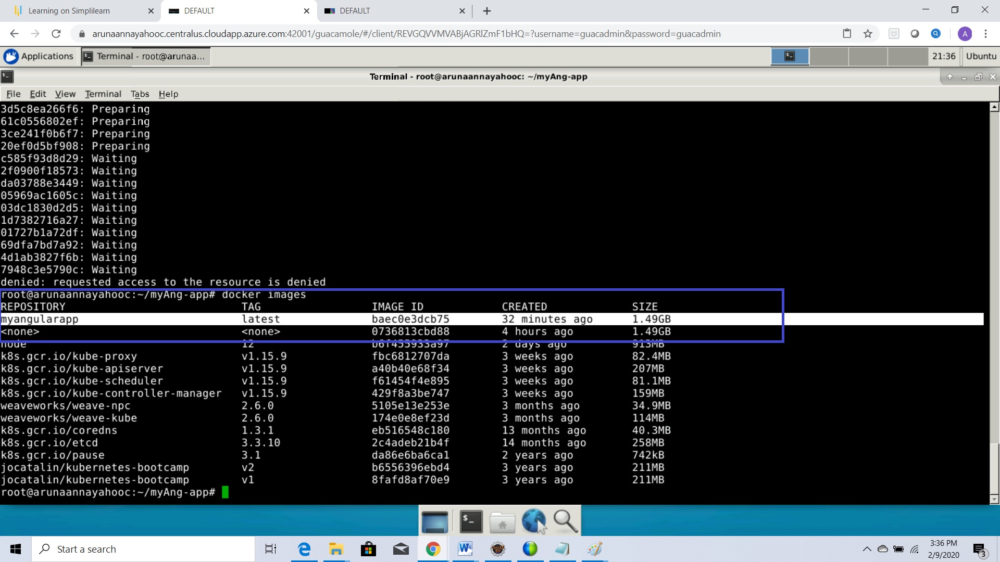 Learning on Simplilearn
DEFAULT
DEFAULT
arunaannayahooc.centralus.cloudapp.azure.com:42001/guacamole/#/client/REVGQVVMVABjAGRlZmF1bHQ=?username=guacadmin&password=guacadmin
A
Applications
Terminal - root@arunaa...
21:36
Ubuntu
Terminal - root@arunaannayahooc: ~/myAng-app
File Edit View Terminal Tabs Help
3d5c8ea266f6: Preparing
61c0556802ef: Preparing
3ce241f0b6f7: Preparing
20ef0d5bf908: Preparing
c585f93d8d29: Waiting
2f0900f18573: Waiting
da03788e3449: Waiting
05969ac1605c: Waiting
03dc1830d2d5: Waiting
1d7382716a27: Waiting
01727b1a72df: Waiting
69dfa7bd7a92: Waiting
4d1ab3827f6b: Waiting
7948c3e5790c: Waiting
denied: requested access to the resource is denied
root@arunaannayahooc:~/myAng-app# docker images
REPOSITORY TAG IMAGE ID CREATED SIZE
myangularapp latest baec0e3dcb75 32 minutes ago 1.49GB
<none> <none> 0736813cbd88 4 hours ago 1.49GB
node 12 b6f455933a97 2 days ago 913MB
k8s.gcr.io/kube-proxy v1.15.9 fbc6812707da 3 weeks ago 82.4MB
k8s.gcr.io/kube-apiserver v1.15.9 a40b40e68f34 3 weeks ago 207MB
k8s.gcr.io/kube-scheduler v1.15.9 f61454f4e895 3 weeks ago 81.1MB
k8s.gcr.io/kube-controller-manager v1.15.9 429f8a3be747 3 weeks ago 159MB
weaveworks/weave-npc 2.6.0 5105e13e253e 3 months ago 34.9MB
weaveworks/weave-kube 2.6.0 174e0e8ef23d 3 months ago 114MB
k8s.gcr.io/coredns 1.3.1 eb516548c180 13 months ago 40.3MB
k8s.gcr.io/etcd 3.3.10 2c4adeb21b4f 14 months ago 258MB
k8s.gcr.io/pause 3.1 da86e6ba6ca1 2 years ago 742kB
jocatalin/kubernetes-bootcamp v2 b6556396ebd4 3 years ago 211MB
jocatalin/kubernetes-bootcamp v1 8fafd8af70e9 3 years ago 211MB
root@arunaannayahooc:~/myAng-app#
Start a search
3:36 PM
2/9/2020
3